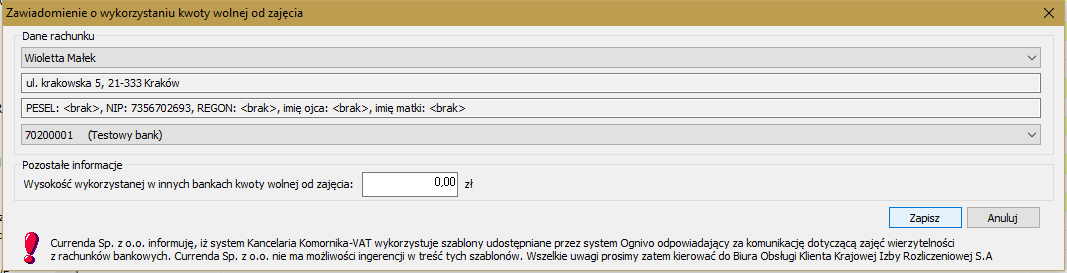 Zawiadomienie o wykorzystaniu kwoty wolnej od zajęcia
Dane rachunku
Wioletta Małek
ul. krakowska 5, 21-333 Kraków
PESEL: <brak>, NIP: 7356702693, REGON: <brak>, imię ojca: <brak>, imię matki: <brak>
70200001 (Testowy bank)
Pozostałe informacje
Wysokość wykorzystanej w innych bankach kwoty wolnej od zajęcia: 0,00 zł
Zapisz Anuluj
Currenda Sp. z o.o. informuję, iż system Kancelaria Komornika-VAT wykorzystuje szablony udostępniane przez system Ognivo odpowiadający za komunikację dotyczącą zajęć wierzytelności
z rachunków bankowych. Currenda Sp. z o.o. nie ma możliwości ingerencji w treść tych szablonów. Wszelkie uwagi prosimy zatem kierować do Biura Obsługi Klienta Krajowej Izby Rozliczeniowej S.A